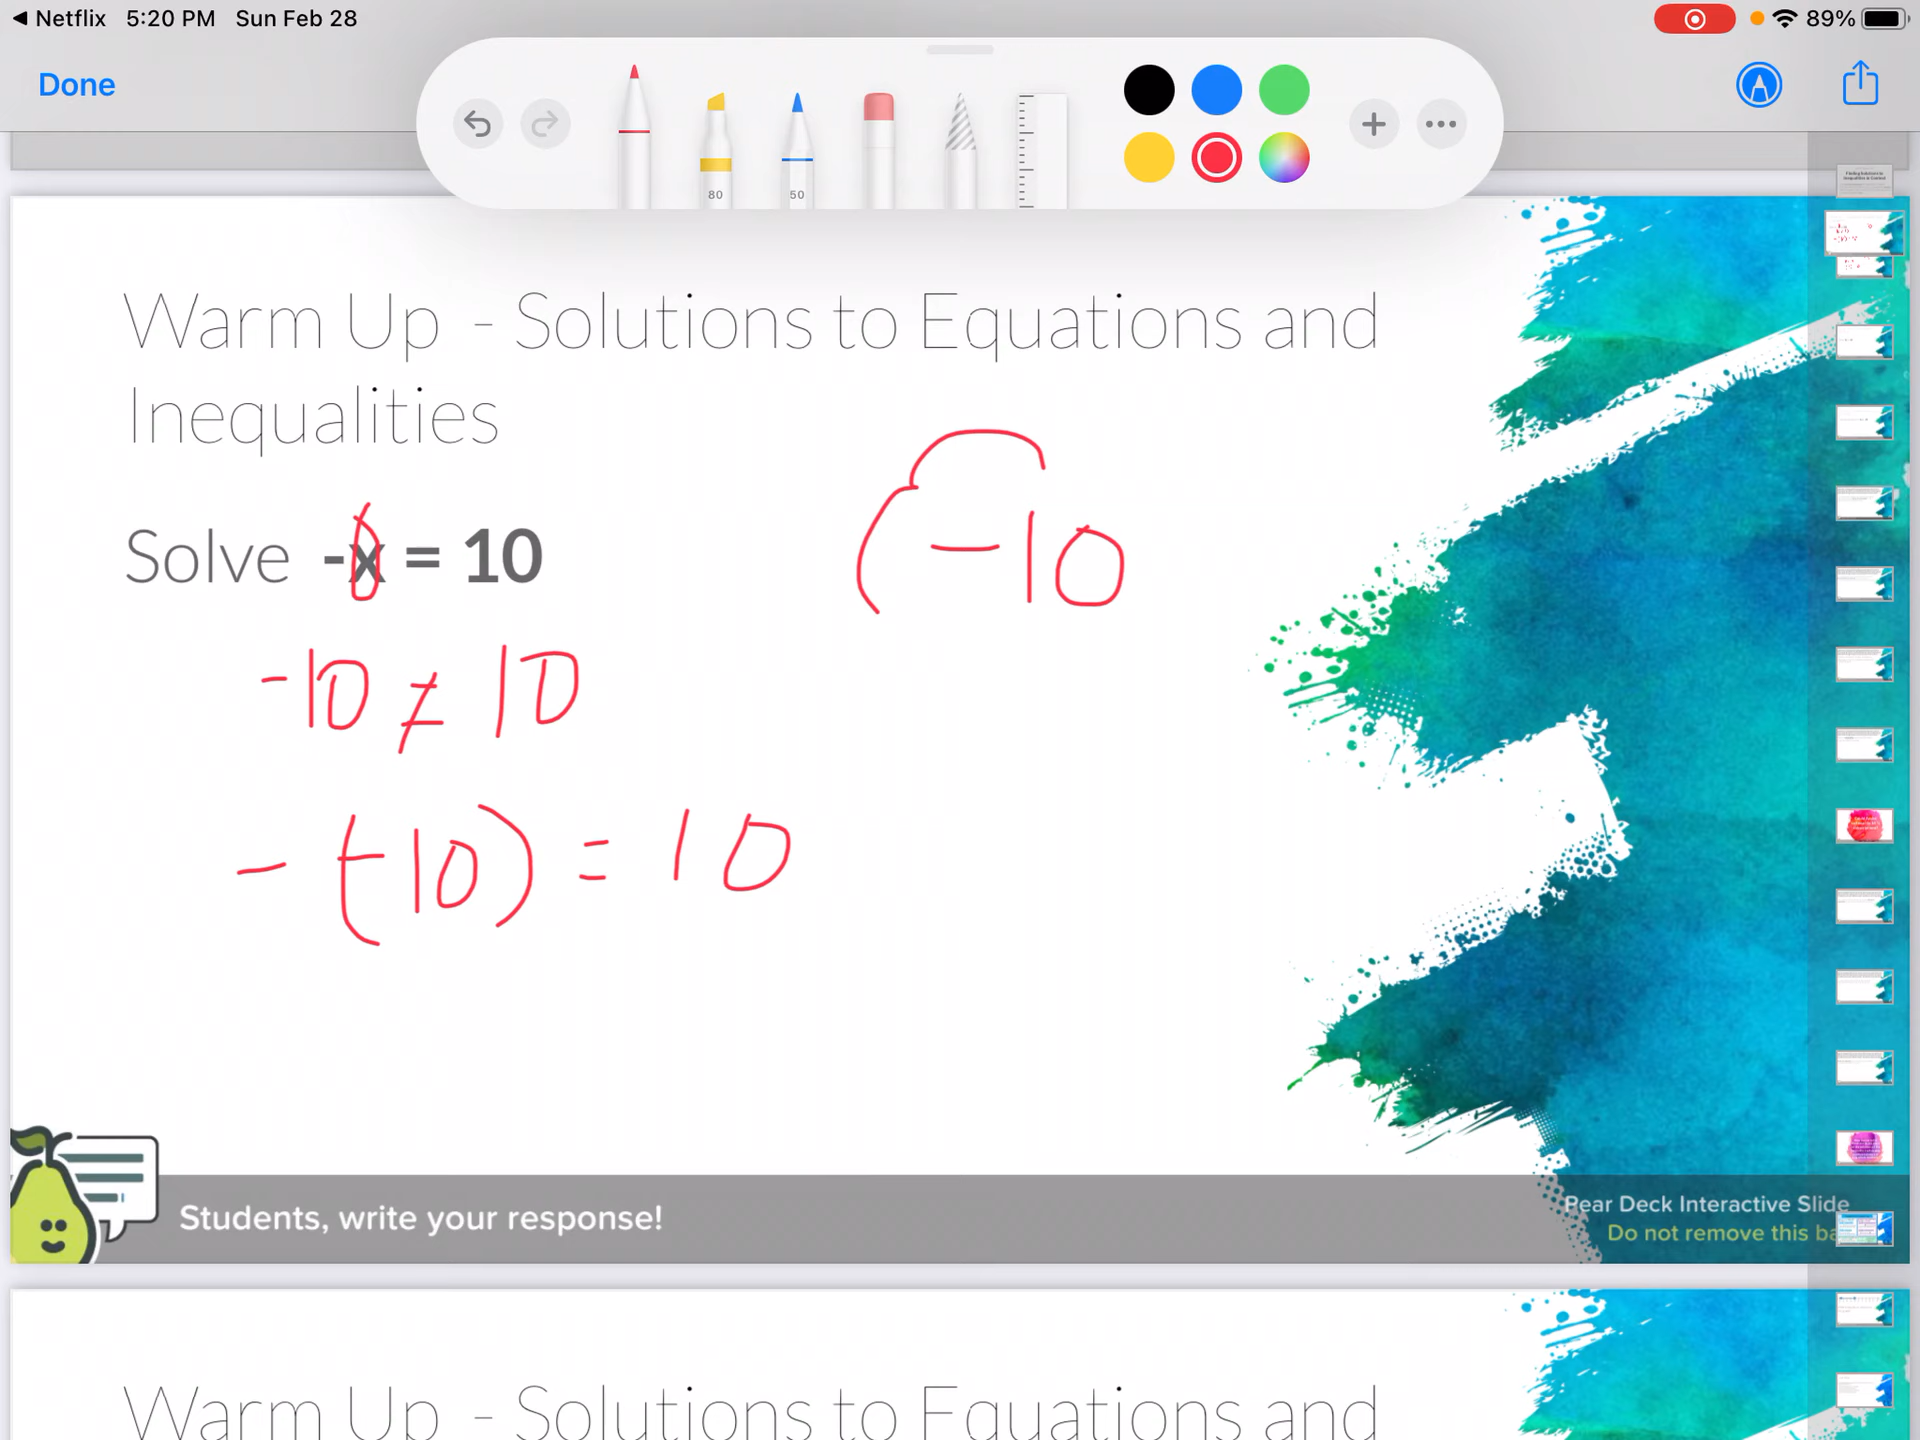 Netflix 5:20 PM Sun Feb 28 89%
Done
80 50
Warm Up - Solutions to Equations and
Inequalities
Solve -x = 10
-10
-10 ≠ 10
- (-10) = 10
Students, write your response!
Pear Deck Interactive Slide
Do not remove this ba
Warm Up - Solutions to Equations and